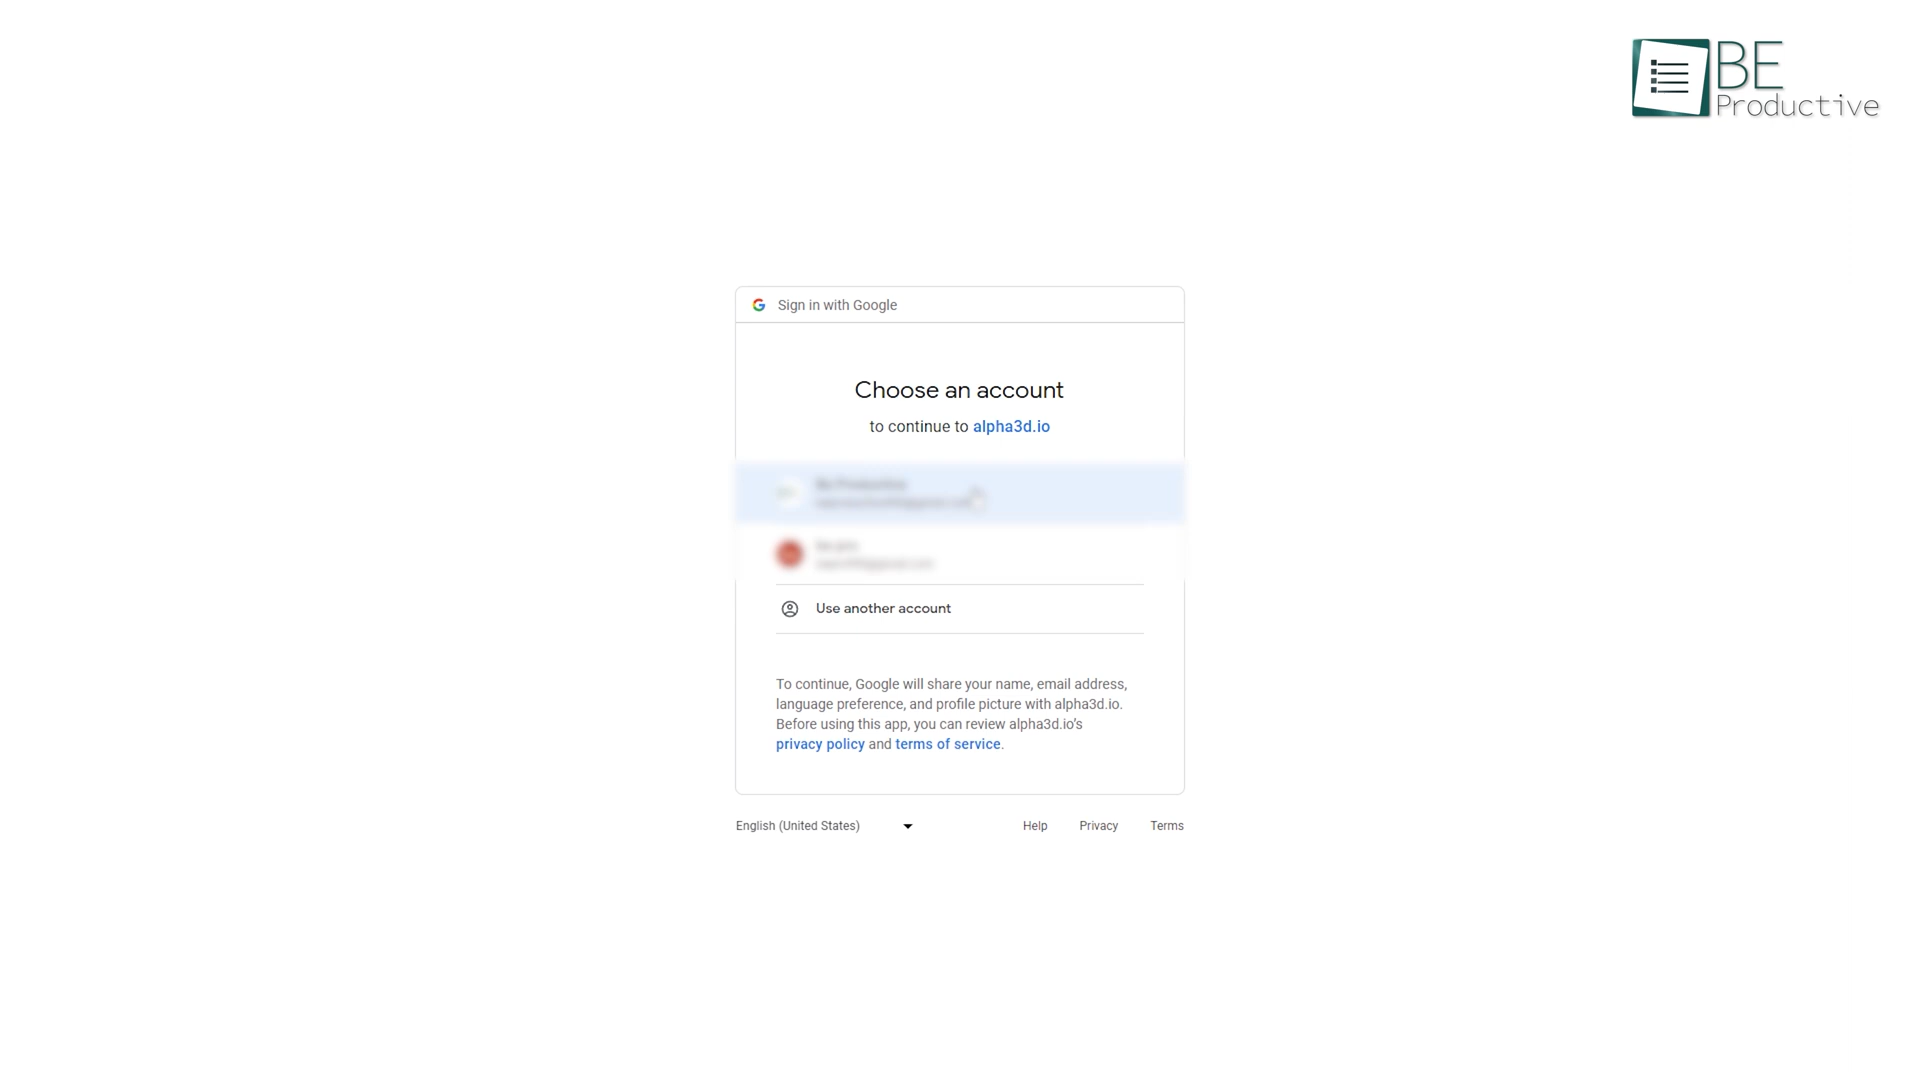 BE
Productive
Sign in with Google
Choose an account
to continue to alpha3d.io
Use another account
To continue, Google will share your name, email address,
language preference, and profile picture with alpha3d.io.
Before using this app, you can review alpha3d.io's
privacy policy and terms of service.
English (United States)
Help Privacy Terms